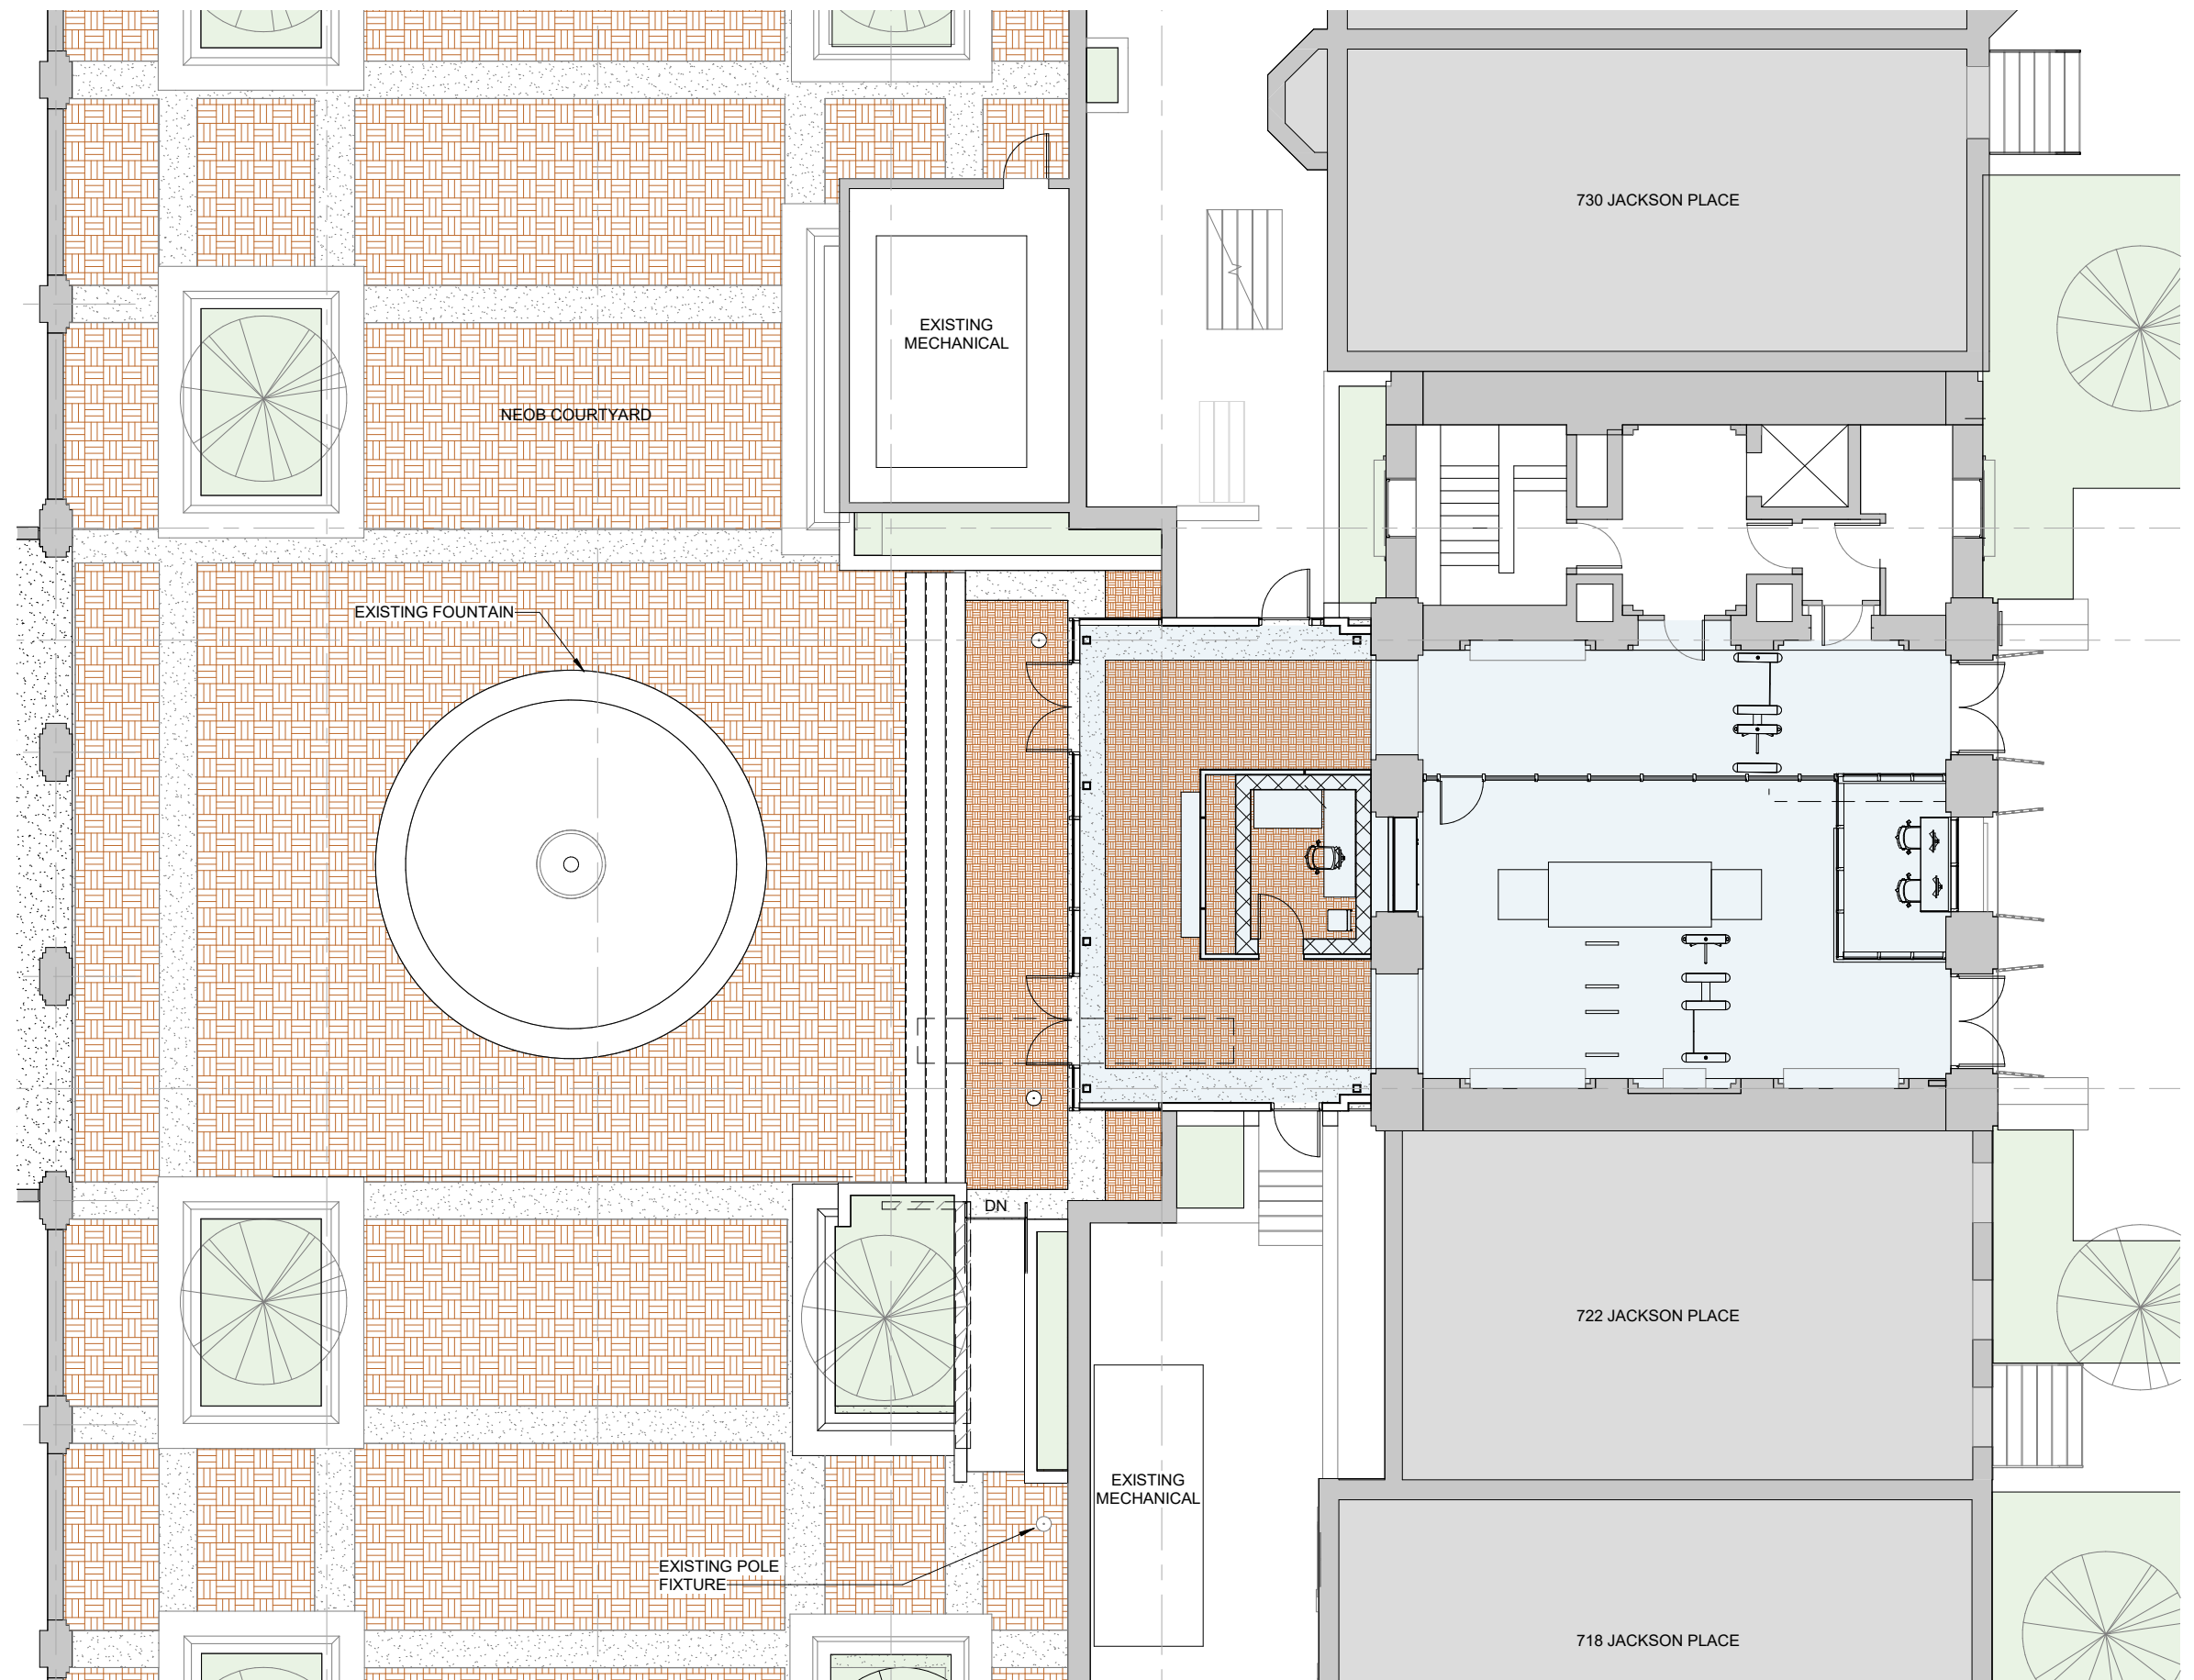 730 JACKSON PLACE
EXISTING
MECHANICAL
NEOB COURTYARD
EXISTING FOUNTAIN
DN
722 JACKSON PLACE
EXISTING
MECHANICAL
EXISTING POLE
FIXTURE
718 JACKSON PLACE